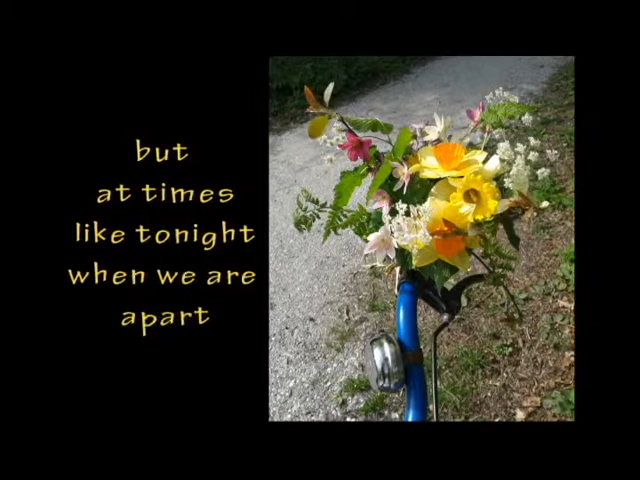 but
at times
like tonight
when we are
apart